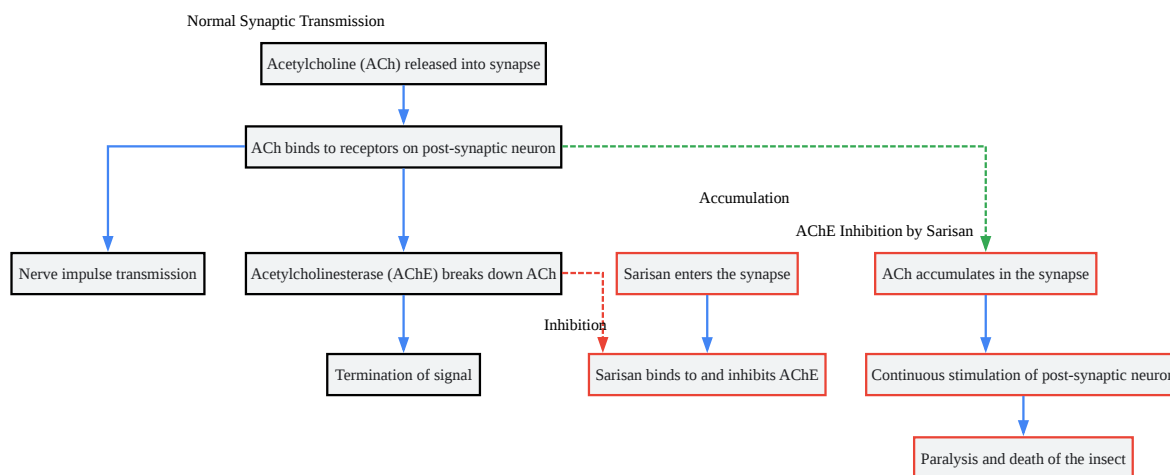 Normal Synaptic Transmission
Acetylcholine (ACh) released into synapse
ACh binds to receptors on post-synaptic neuron
Accumulation
AChE Inhibition by Sarisan
Nerve impulse transmission
Acetylcholinesterase (AChE) breaks down ACh
Sarisan enters the synapse
ACh accumulates in the synapse
Inhibition
Termination of signal
Sarisan binds to and inhibits AChE
Continuous stimulation of post-synaptic neuron
Paralysis and death of the insect